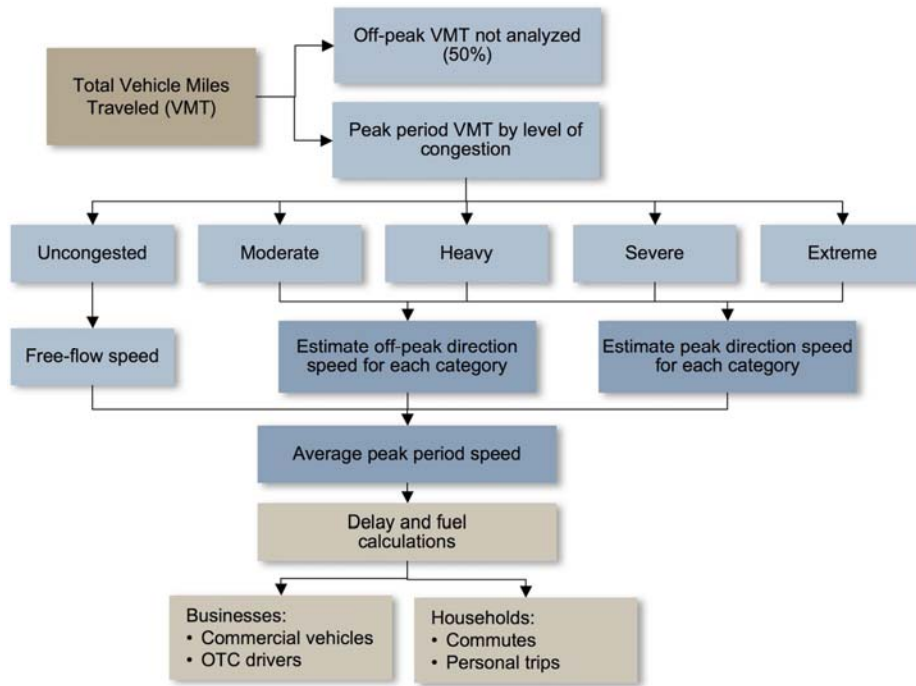 Off-peak VMT not analyzed
(50%)
Total Vehicle Miles
Traveled (VMT)
Peak period VMT by level of
congestion
Uncongested
Moderate
Heavy
Severe
Extreme
Free-flow speed
Estimate off-peak direction
speed for each category
Estimate peak direction speed
for each category
Average peak period speed
Delay and fuel
calculations
Businesses:
• Commercial vehicles
• OTC drivers
Households:
• Commutes
• Personal trips